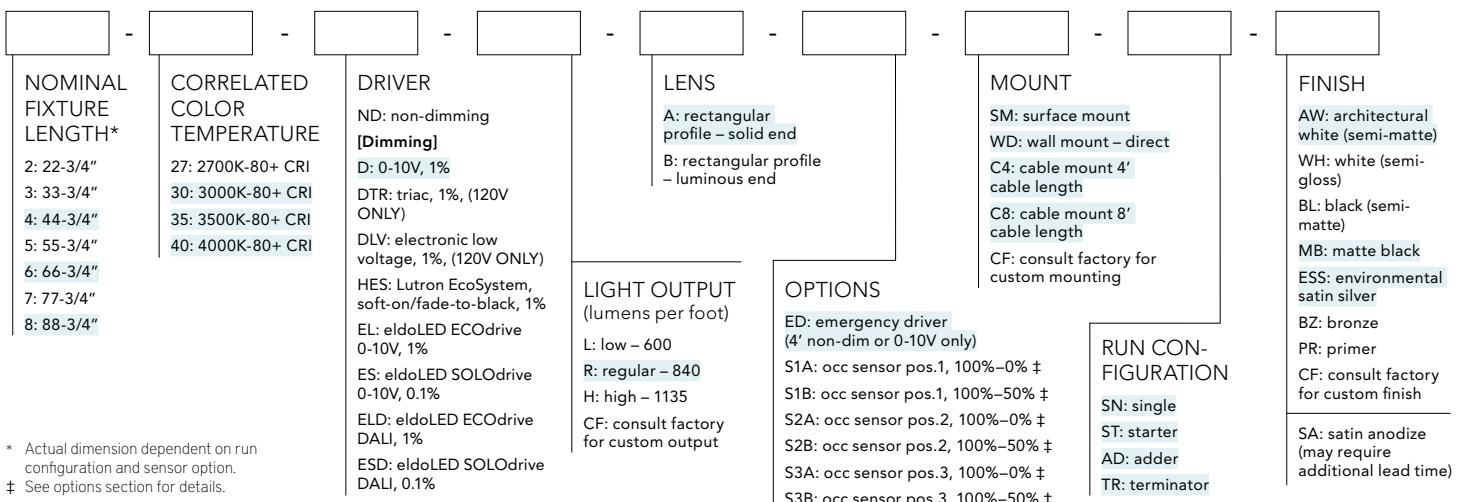 - - - - - - - -
NOMINAL
FIXTURE
LENGTH*
2: 22-3/4"
3: 33-3/4"
4: 44-3/4"
5: 55-3/4"
6: 66-3/4"
7: 77-3/4"
8: 88-3/4"
CORRELATED
COLOR
TEMPERATURE
27: 2700K-80+ CRI
30: 3000K-80+ CRI
35: 3500K-80+ CRI
40: 4000K-80+ CRI
DRIVER
ND: non-dimming
[Dimming]
D: 0-10V, 1%
DTR: triac, 1%, (120V
ONLY)
DLV: electronic low
voltage, 1%, (120V ONLY)
HES: Lutron EcoSystem,
soft-on/fade-to-black, 1%
EL: eldoLED ECOdrive
0-10V, 1%
ES: eldoLED SOLOdrive
0-10V, 0.1%
ELD: eldoLED ECOdrive
DALI, 1%
ESD: eldoLED SOLOdrive
DALI, 0.1%
LIGHT OUTPUT
(lumens per foot)
L: low – 600
R: regular – 840
H: high – 1135
CF: consult factory
for custom output
LENS
A: rectangular
profile – solid end
B: rectangular profile
– luminous end
OPTIONS
ED: emergency driver
(4' non-dim or 0-10V only)
S1A: occ sensor pos.1, 100%–0% ‡
S1B: occ sensor pos.1, 100%–50% ‡
S2A: occ sensor pos.2, 100%–0% ‡
S2B: occ sensor pos.2, 100%–50% ‡
S3A: occ sensor pos.3, 100%–0% ‡
S3B: occ sensor pos.3, 100%–50% ‡
MOUNT
SM: surface mount
WD: wall mount – direct
C4: cable mount 4'
cable length
C8: cable mount 8'
cable length
CF: consult factory for
custom mounting
RUN CON-
FIGURATION
SN: single
ST: starter
AD: adder
TR: terminator
FINISH
AW: architectural
white (semi-matte)
WH: white (semi-
gloss)
BL: black (semi-
matte)
MB: matte black
ESS: environmental
satin silver
BZ: bronze
PR: primer
CF: consult factory
for custom finish
SA: satin anodize
(may require
additional lead time)
* Actual dimension dependent on run
configuration and sensor option.
‡ See options section for details.